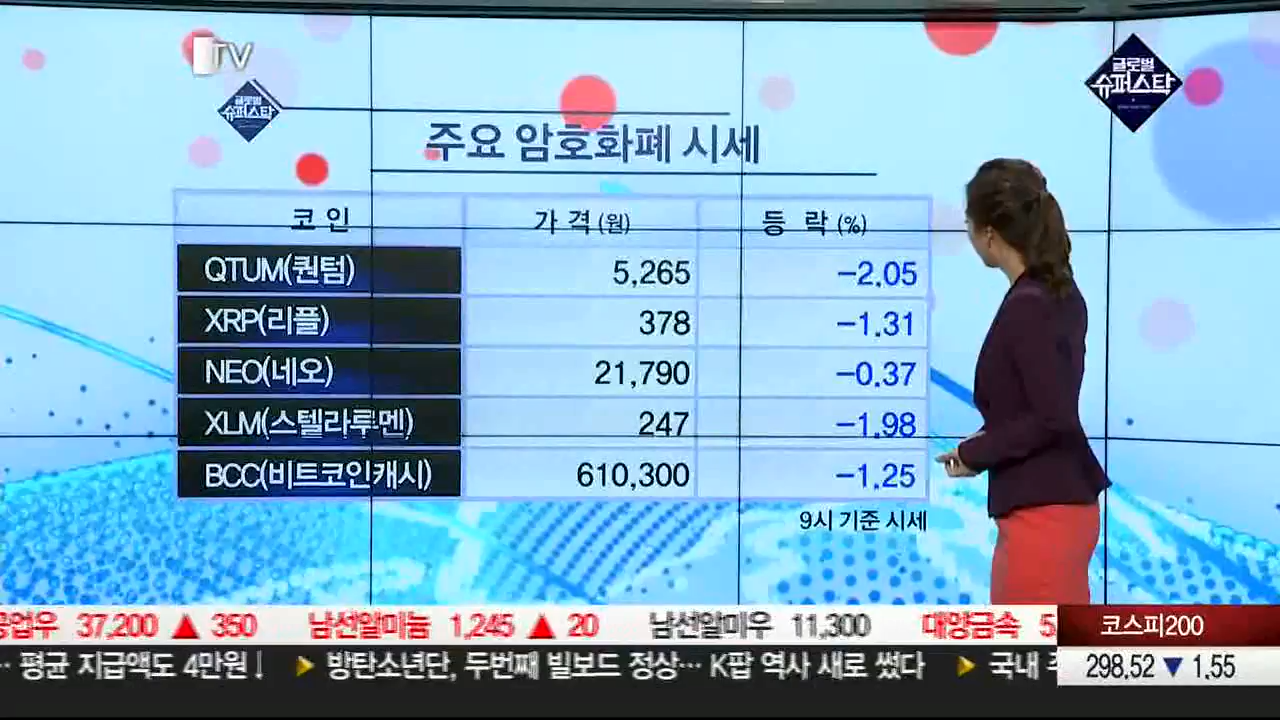 TV
글로벌
슈퍼스탁
글로벌
슈퍼스탁
주요 암호화폐 시세
코 인 가 격 (원) 등 락 (%)
QTUM(퀀텀) 5,265 -2.05
XRP(리플) 378 -1.31
NEO(네오) 21,790 -0.37
XLM(스텔라루멘) 247 -1.98
BCC(비트코인캐시) 610,300 -1.25
9시 기준 시세
공업우 37,200 ▲ 350 남선알미늄 1,245 ▲ 20 남선알미우 11,300 대양금속 5 코스피200
… 평균 지급액도 4만원↓ ▶ 방탄소년단, 두번째 빌보드 정상… K팝 역사 새로 썼다 ▶ 국내 298.52 ▼ 1.55